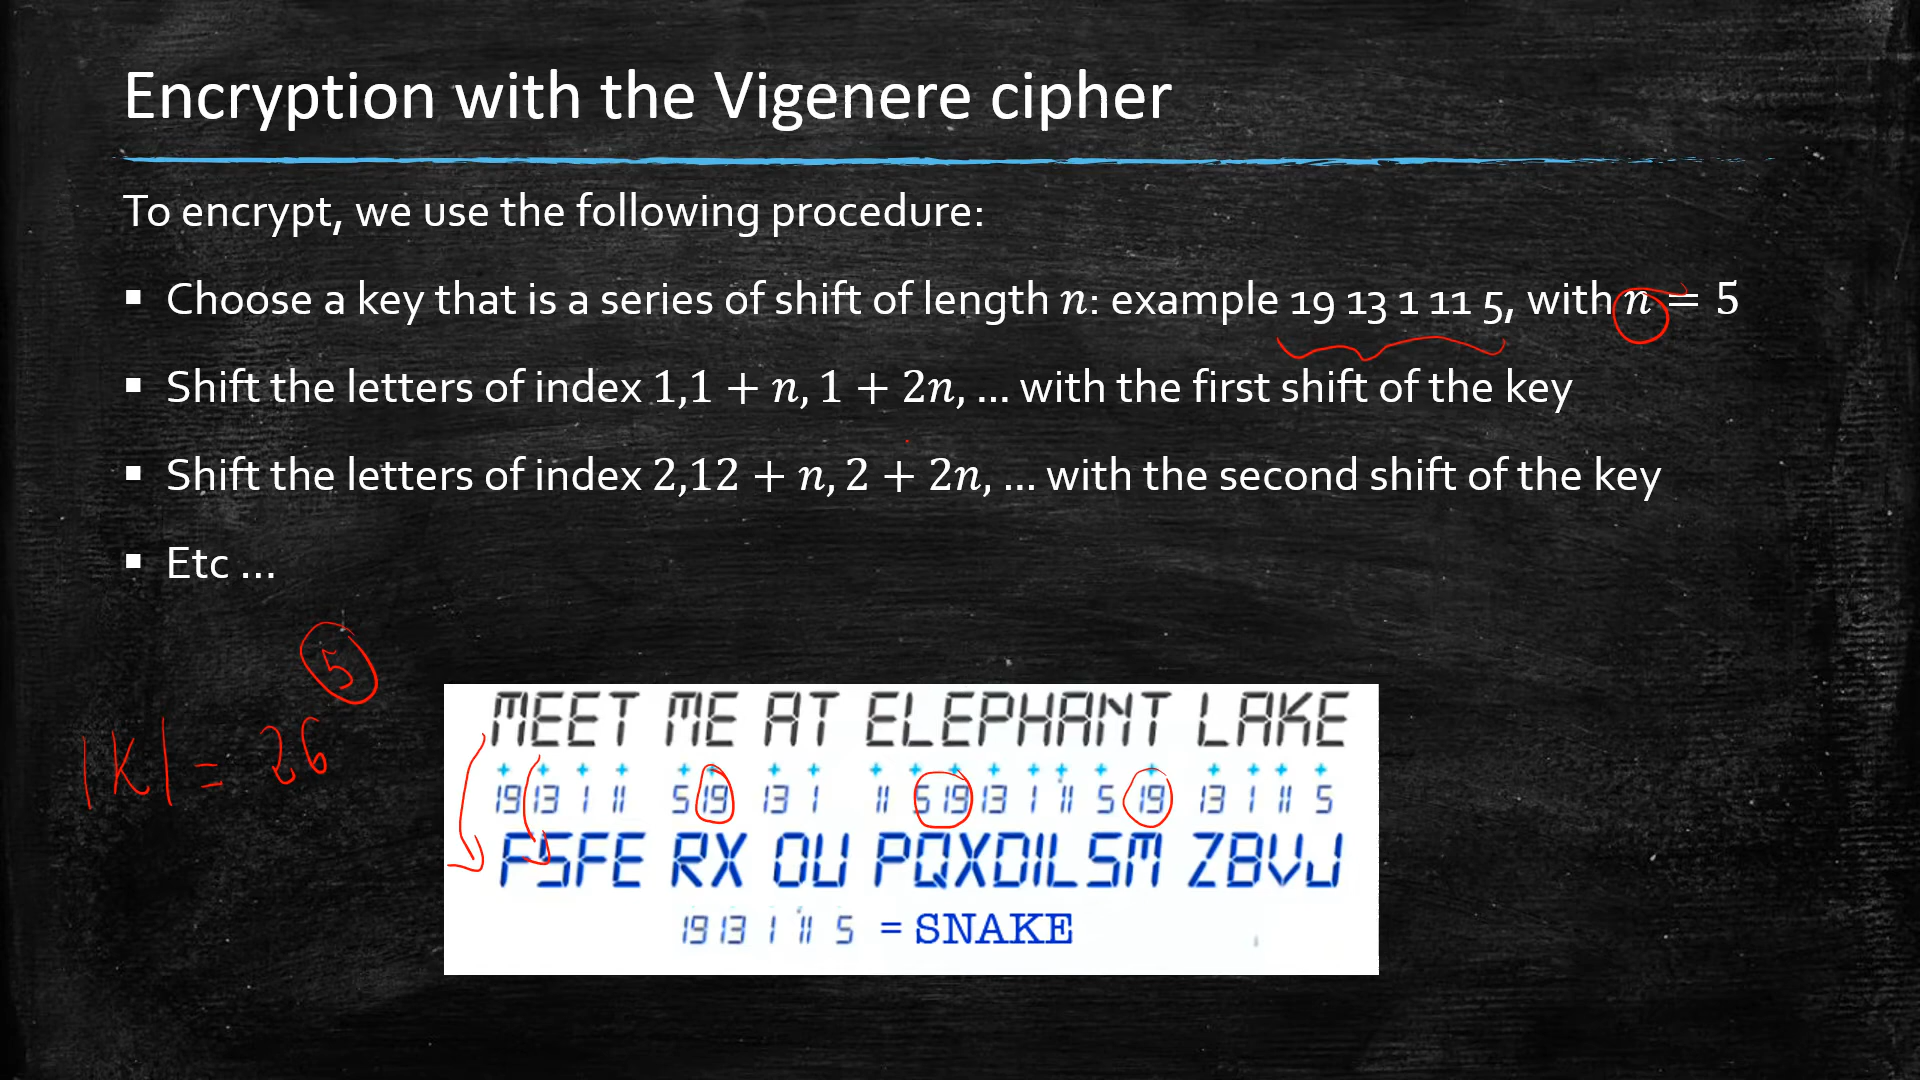 Encryption with the Vigenere cipher
To encrypt, we use the following procedure:
▪ Choose a key that is a series of shift of length n: example 19 13 1 11 5, with n = 5
▪ Shift the letters of index 1,1 + n, 1 + 2n, … with the first shift of the key
▪ Shift the letters of index 2,12 + n, 2 + 2n, … with the second shift of the key
▪ Etc …
|K| = 26^5
MEET ME AT ELEPHANT LAKE
+ + + + + + + + + + + + + + + + + + + +
19 13 1 11 5 19 13 1 11 5 19 13 1 11 5 19 13 1 11 5
FSFE RX OU PQXDILSM ZBVJ
19 13 1 11 5 = SNAKE